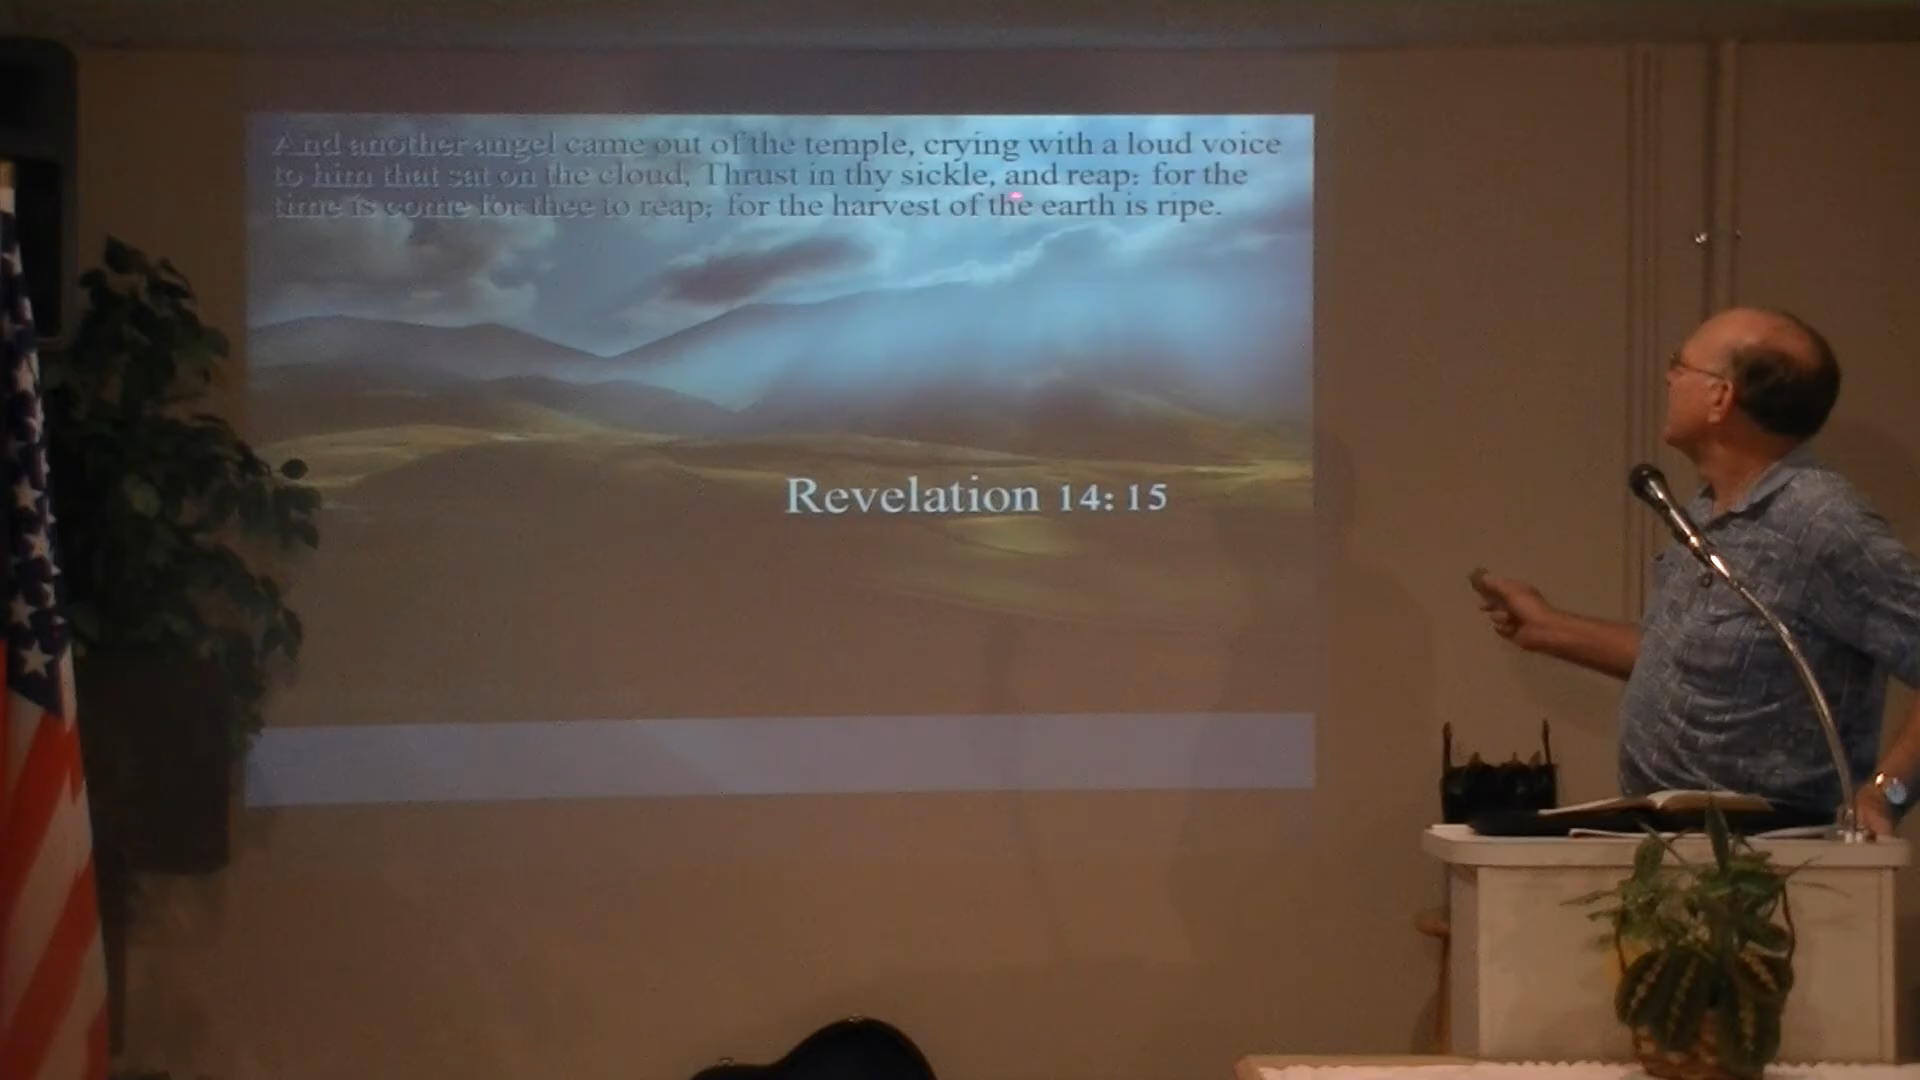 And another angel came out of the temple, crying with a loud voice
to him that sat on the cloud, Thrust in thy sickle, and reap: for the
time is come for thee to reap; for the harvest of the earth is ripe.
Revelation 14:15